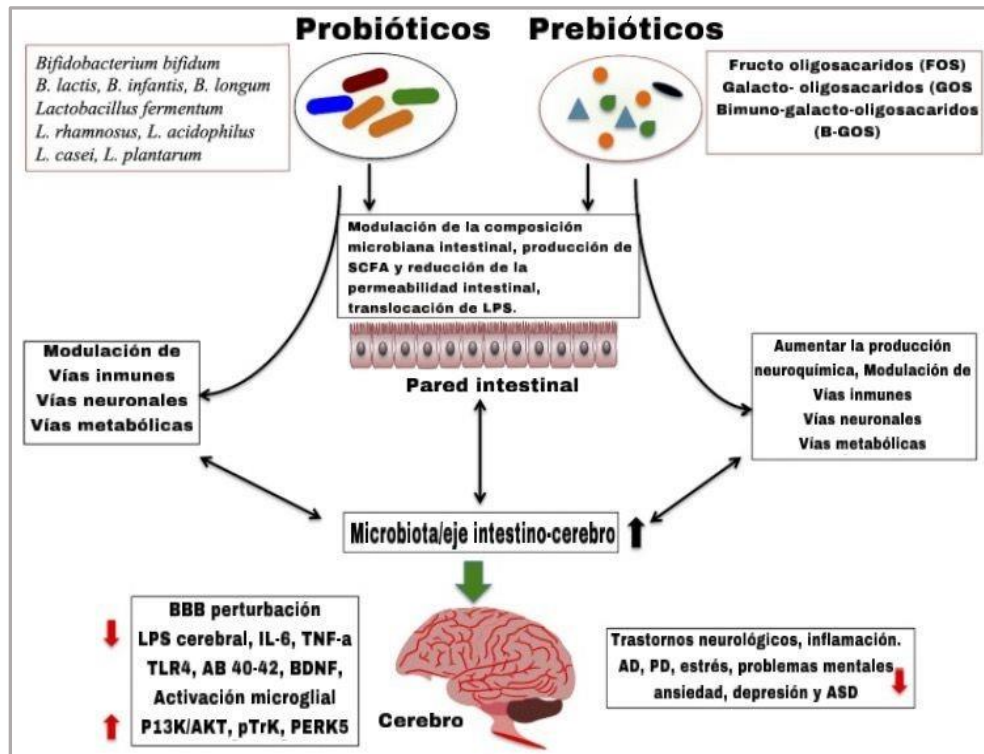 Probióticos
Prebióticos
Bifidobacterium bifidum
B. lactis, B. infantis, B. longum
Lactobacillus fermentum
L. rhamnosus, L. acidophilus
L. casei, L. plantarum
Fructo oligosacaridos (FOS)
Galacto- oligosacáridos (GOS
Bimuno-galacto-oligosacáridos
(B-GOS)
Modulación de la composición
microbiana intestinal, producción de
SCFA y reducción de la
permeabilidad intestinal,
translocación de LPS.
Pared intestinal
Modulación de
Vías inmunes
Vías neuronales
Vías metabólicas
Aumentar la producción
neuroquímica, Modulación de
Vías inmunes
Vías neuronales
Vías metabólicas
Microbiota/eje intestino-cerebro
BBB perturbación
LPS cerebral, IL-6, TNF-a
TLR4, AB 40-42, BDNF,
Activación microglial
P13K/AKT, pTrK, PERK5
Cerebro
Trastornos neurológicos, inflamación.
AD, PD, estrés, problemas mentales
ansiedad, depresión y ASD